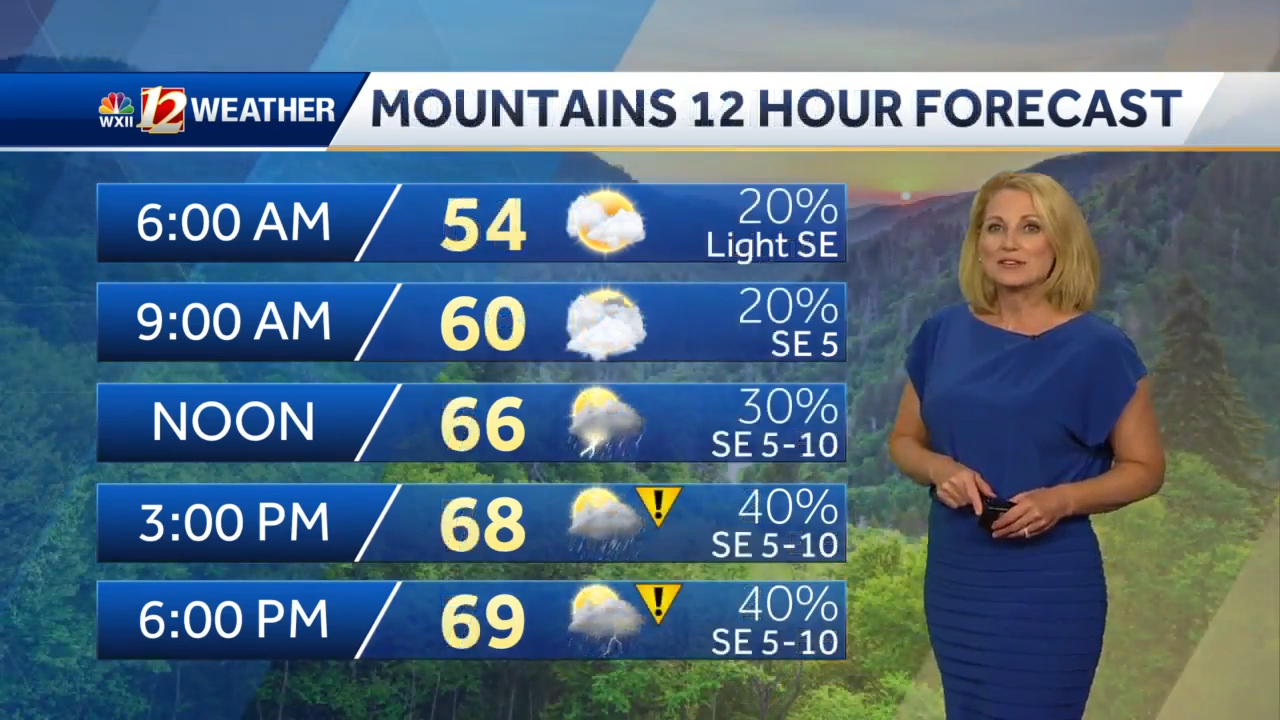 WXII 12 WEATHER
MOUNTAINS 12 HOUR FORECAST
6:00 AM 54 20%
Light SE
9:00 AM 60 20%
SE 5
NOON 66 30%
SE 5-10
3:00 PM 68 ! 40%
SE 5-10
6:00 PM 69 ! 40%
SE 5-10